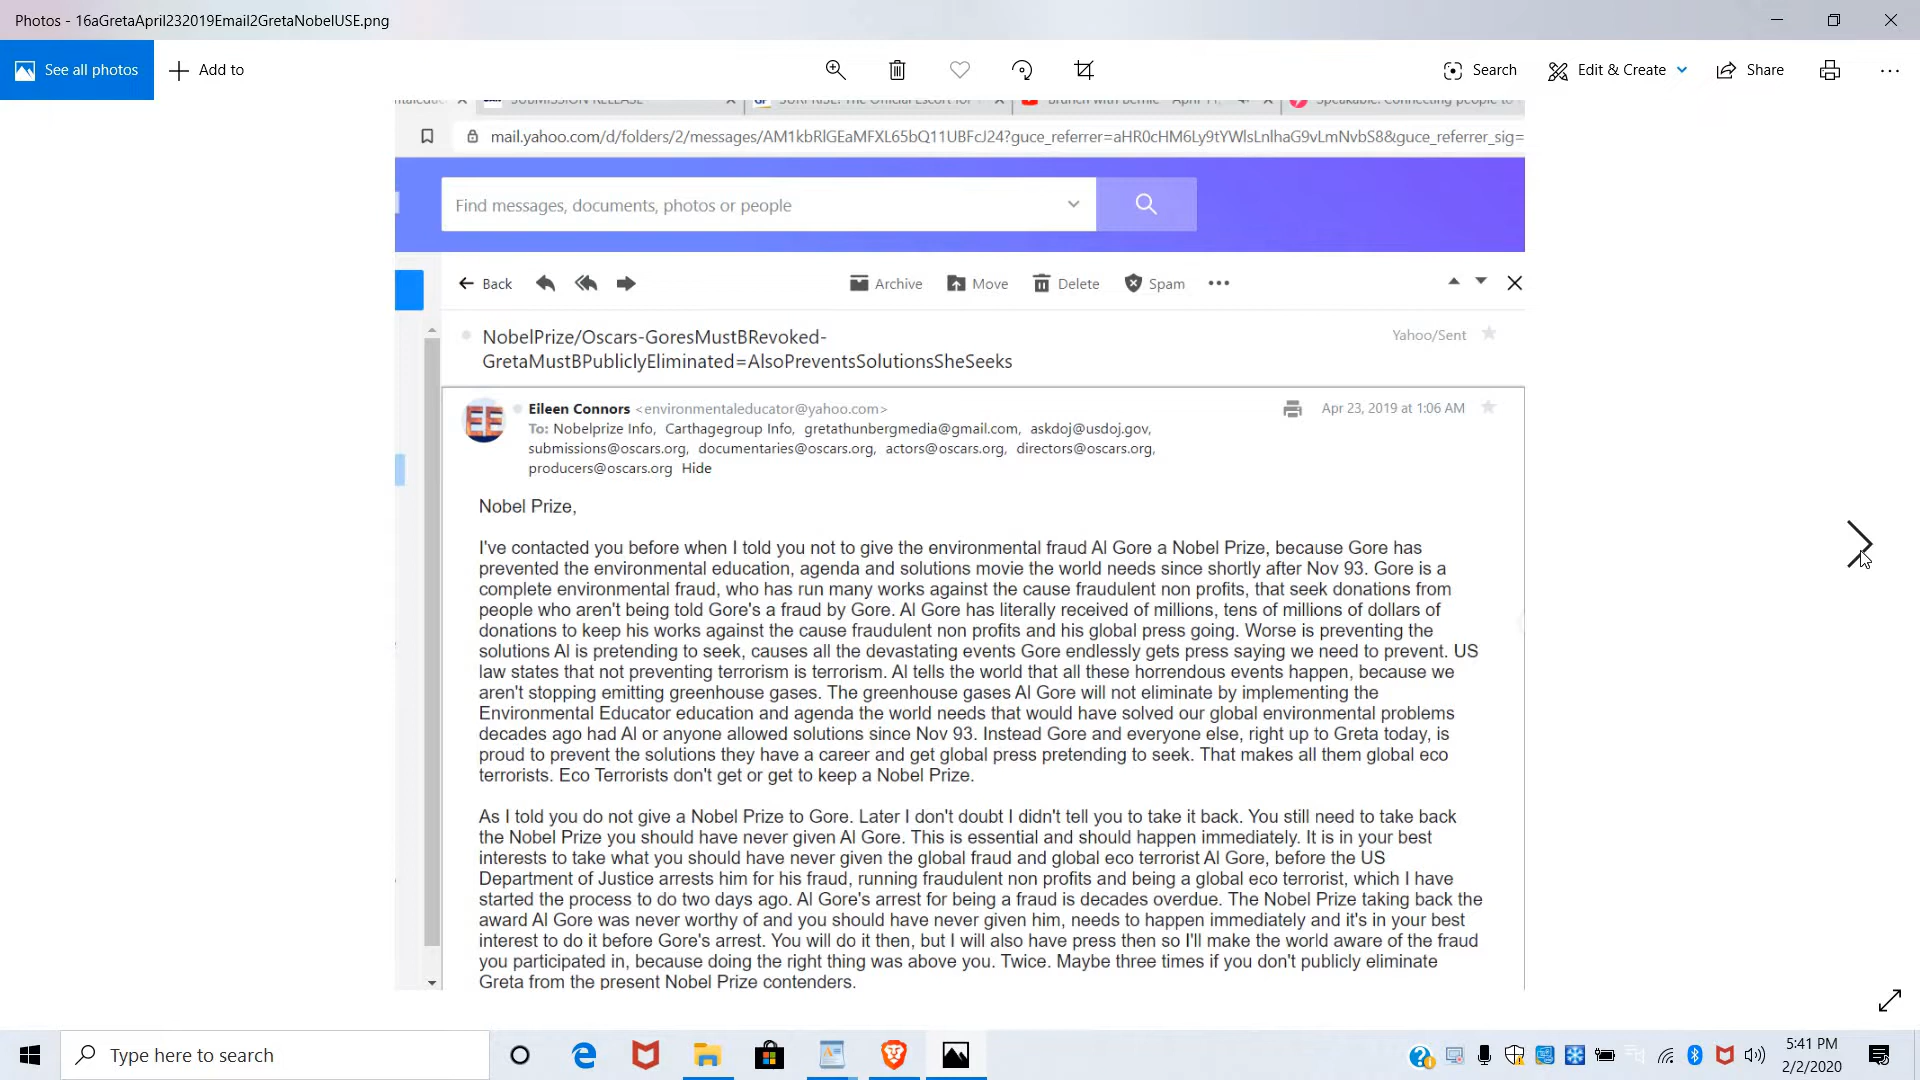 Photos - 16aGretaApril232019Email2GretaNobelUSE.png
See all photos
Add to
Search
Edit & Create
Share
mail.yahoo.com/d/folders/2/messages/AM1kbRlGEaMFXL65bQ11UBFcJ24?guce_referrer=aHR0cHM6Ly9tYWlsLnlhaG9vLmNvbS8&guce_referrer_sig=
Find messages, documents, photos or people
Back
Archive
Move
Delete
Spam
NobelPrize/Oscars-GoresMustBRevoked-
GretaMustBPubliclyEliminated=AlsoPreventsSolutionsSheSeeks
Yahoo/Sent
EE
Eileen Connors <environmentaleducator@yahoo.com>
Apr 23, 2019 at 1:06 AM
To: Nobelprize Info, Carthagegroup Info, gretathunbergmedia@gmail.com, askdoj@usdoj.gov,
submissions@oscars.org, documentaries@oscars.org, actors@oscars.org, directors@oscars.org,
producers@oscars.org Hide
Nobel Prize,
I've contacted you before when I told you not to give the environmental fraud Al Gore a Nobel Prize, because Gore has
prevented the environmental education, agenda and solutions movie the world needs since shortly after Nov 93. Gore is a
complete environmental fraud, who has run many works against the cause fraudulent non profits, that seek donations from
people who aren't being told Gore's a fraud by Gore. Al Gore has literally received of millions, tens of millions of dollars of
donations to keep his works against the cause fraudulent non profits and his global press going. Worse is preventing the
solutions Al is pretending to seek, causes all the devastating events Gore endlessly gets press saying we need to prevent. US
law states that not preventing terrorism is terrorism. Al tells the world that all these horrendous events happen, because we
aren't stopping emitting greenhouse gases. The greenhouse gases Al Gore will not eliminate by implementing the
Environmental Educator education and agenda the world needs that would have solved our global environmental problems
decades ago had Al or anyone allowed solutions since Nov 93. Instead Gore and everyone else, right up to Greta today, is
proud to prevent the solutions they have a career and get global press pretending to seek. That makes all them global eco
terrorists. Eco Terrorists don't get or get to keep a Nobel Prize.
As I told you do not give a Nobel Prize to Gore. Later I don't doubt I didn't tell you to take it back. You still need to take back
the Nobel Prize you should have never given Al Gore. This is essential and should happen immediately. It is in your best
interests to take what you should have never given the global fraud and global eco terrorist Al Gore, before the US
Department of Justice arrests him for his fraud, running fraudulent non profits and being a global eco terrorist, which I have
started the process to do two days ago. Al Gore's arrest for being a fraud is decades overdue. The Nobel Prize taking back the
award Al Gore was never worthy of and you should have never given him, needs to happen immediately and it's in your best
interest to do it before Gore's arrest. You will do it then, but I will also have press then so I'll make the world aware of the fraud
you participated in, because doing the right thing was above you. Twice. Maybe three times if you don't publicly eliminate
Greta from the present Nobel Prize contenders.
Type here to search
5:41 PM
2/2/2020